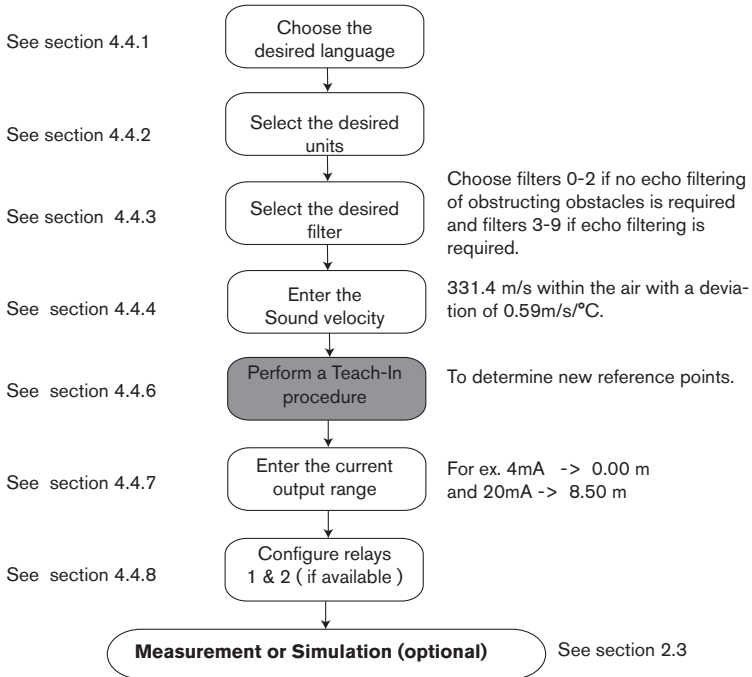 See section 4.4.1
Choose the
desired language
See section 4.4.2
Select the desired
units
See section  4.4.3
Select the desired
filter
Choose filters 0-2 if no echo filtering
of obstructing obstacles is required
and filters 3-9 if echo filtering is
required.
See  section 4.4.4
Enter the
Sound velocity
331.4 m/s within the air with a devia-
tion of 0.59m/s/°C.
See  section 4.4.6
Perform a Teach-In
procedure
To determine new reference points.
See  section 4.4.7
Enter the current
output range
For ex. 4mA   ->  0.00 m
and 20mA ->  8.50 m
See  section 4.4.8
Configure relays
1 & 2 ( if available )
Measurement or Simulation (optional)
See section 2.3